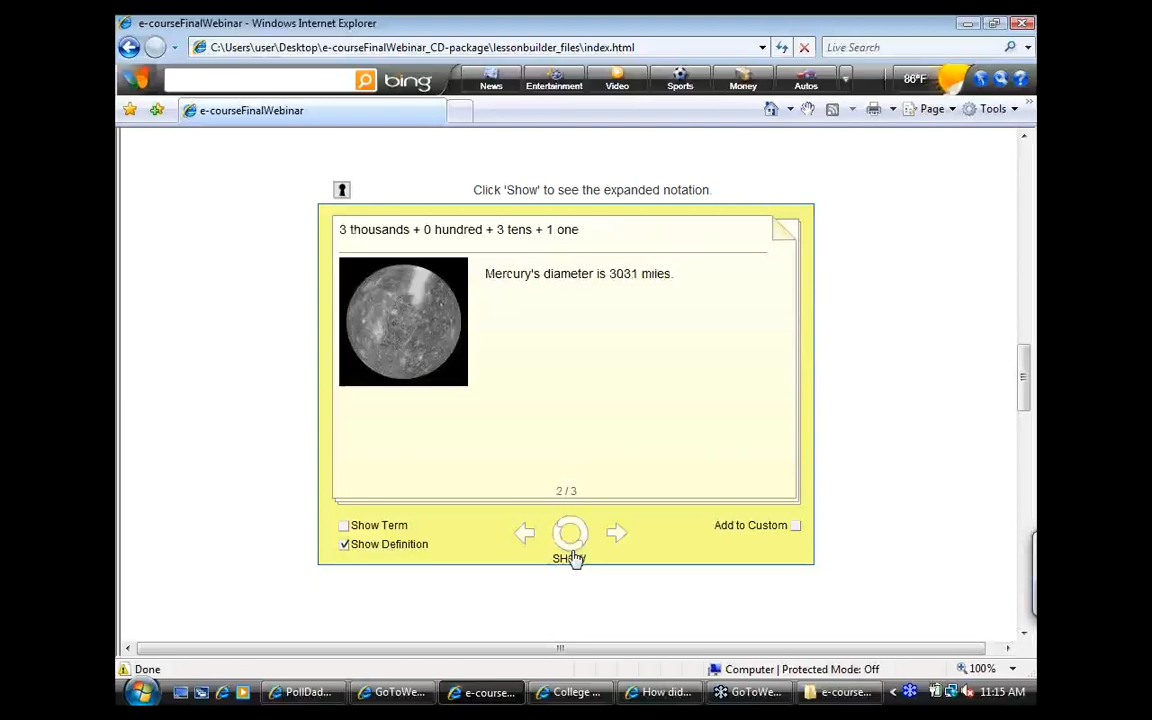 e-courseFinalWebinar - Windows Internet Explorer
C:\Users\user\Desktop\e-courseFinalWebinar_CD-package\lessonbuilder_files\index.html
Live Search
bing
News
Entertainment
Video
Sports
Money
Autos
86°F
e-courseFinalWebinar
Page
Tools
Click 'Show' to see the expanded notation.
3 thousands + 0 hundred + 3 tens + 1 one
Mercury's diameter is 3031 miles.
2 / 3
Show Term
Show Definition
SHOW
Add to Custom
Done
Computer | Protected Mode: Off
100%
PollDad...
GoToWe...
e-course...
College ...
How did...
GoToWe...
e-course...
11:15 AM